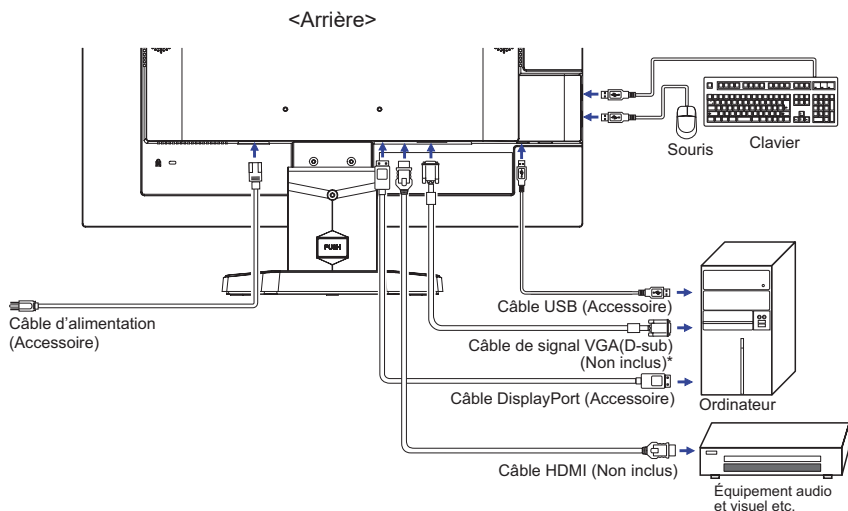 <Arrière>
Souris
Clavier
PUSH
Câble d'alimentation
(Accessoire)
Câble USB (Accessoire)
Câble de signal VGA(D-sub)
(Non inclus)*
Câble DisplayPort (Accessoire)
Ordinateur
Câble HDMI (Non inclus)
Équipement audio
et visuel etc.